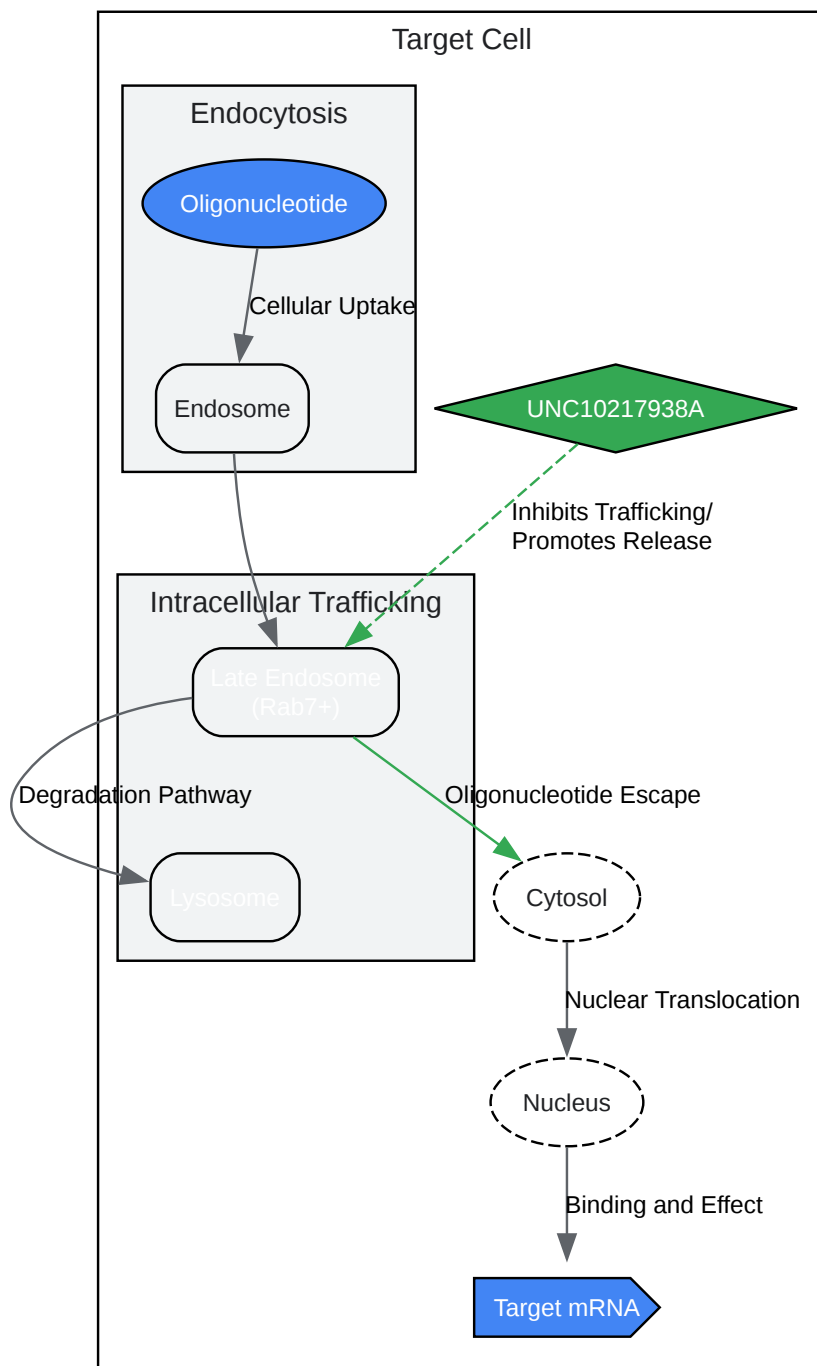 Target Cell
Endocytosis
Oligonucleotide
Cellular Uptake
Endosome
UNC10217938A
Inhibits Trafficking/
Promotes Release
Intracellular Trafficking
Late Endosome
(Rab7+)
Degradation Pathway
Oligonucleotide Escape
Lysosome
Cytosol
Nuclear Translocation
Nucleus
Binding and Effect
Target mRNA